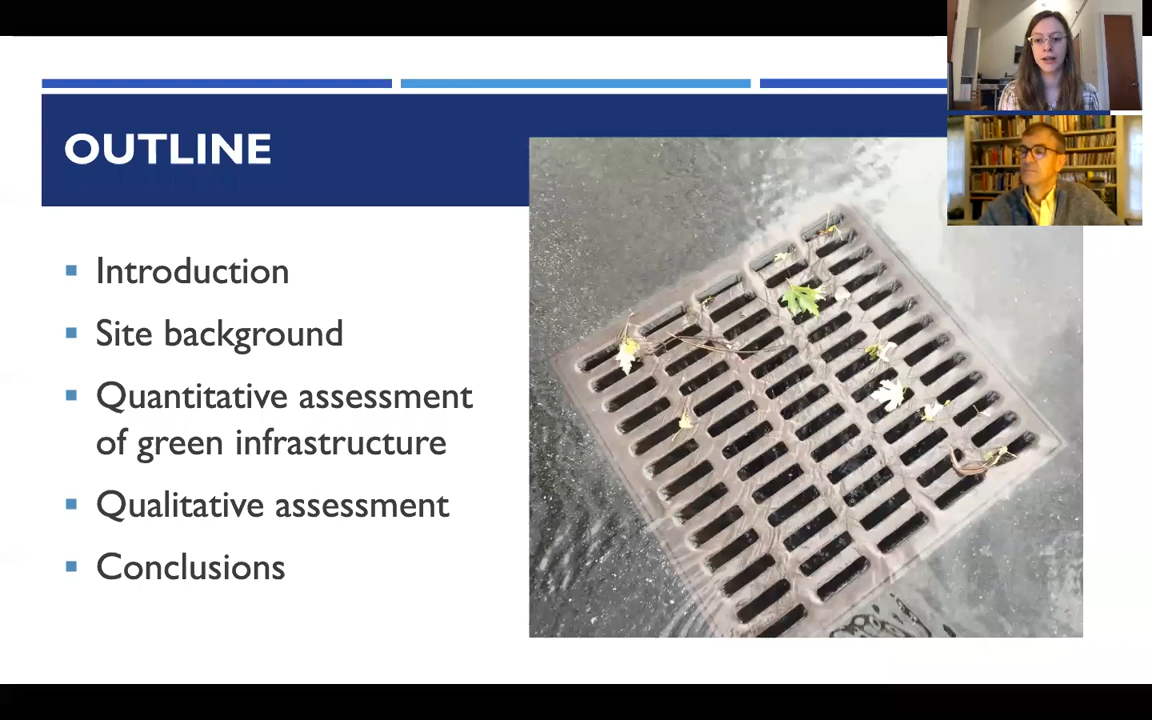 OUTLINE
Introduction
Site background
Quantitative assessment
of green infrastructure
Qualitative assessment
Conclusions